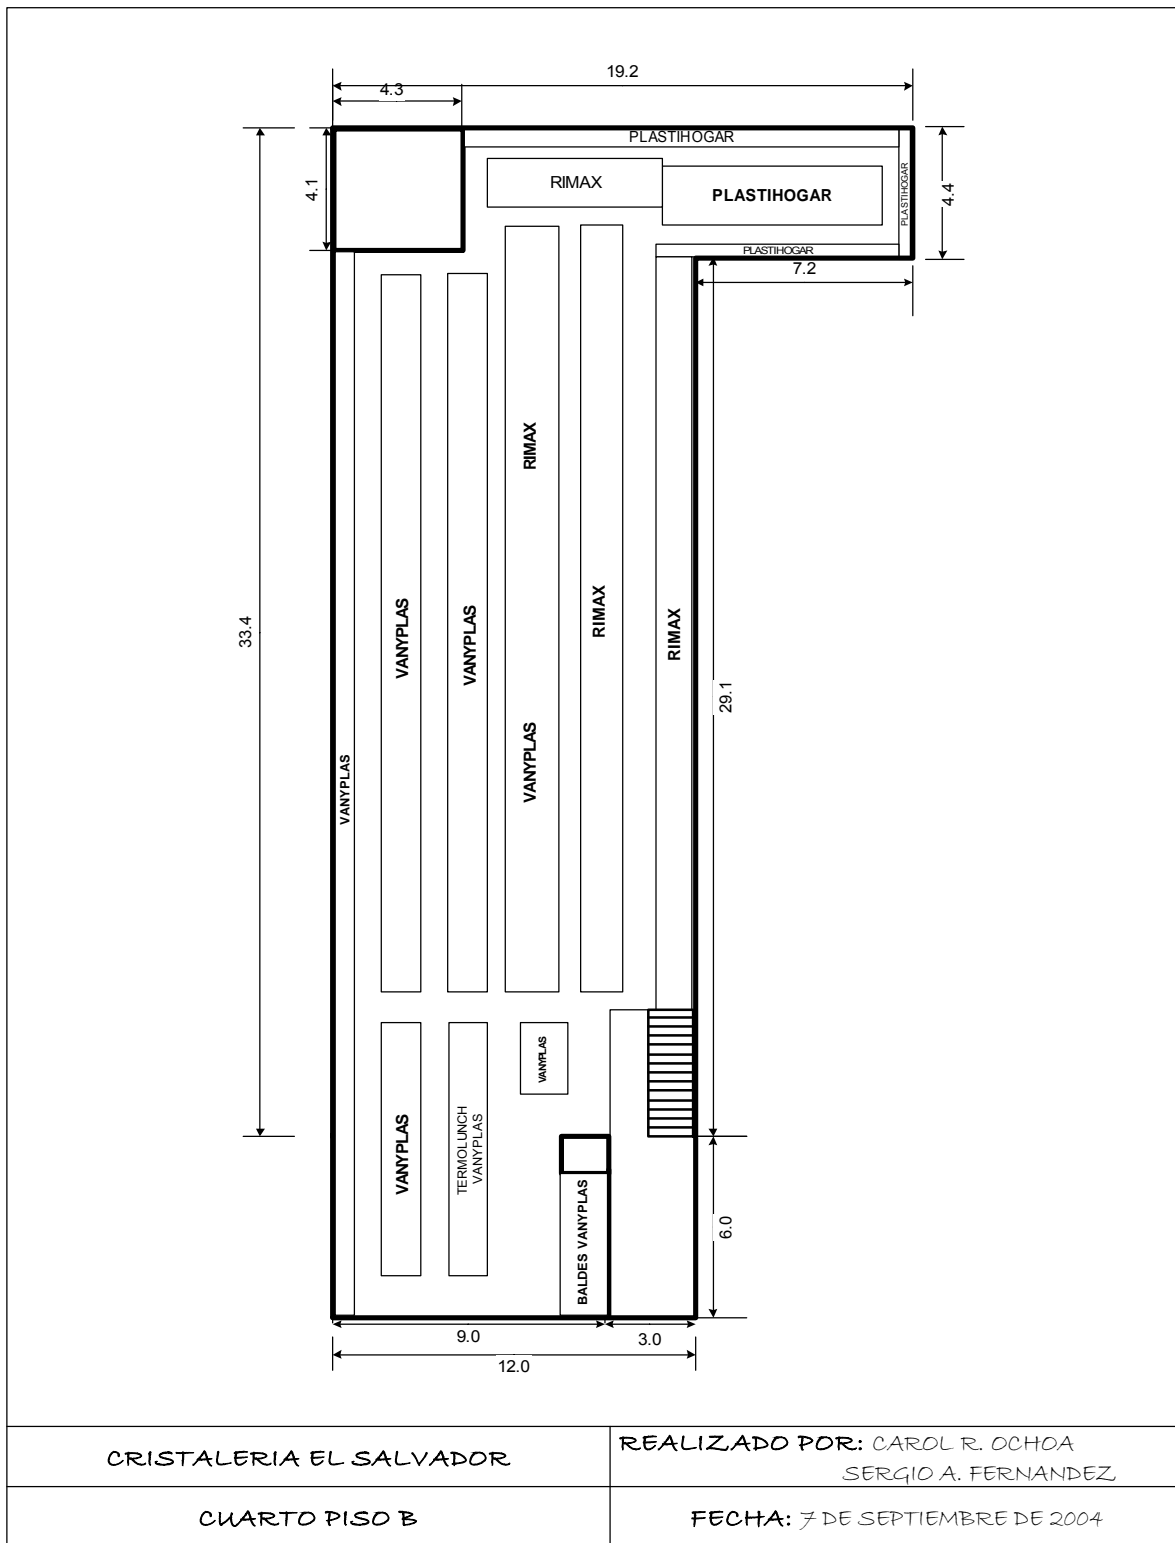 19.2
4.3
PLASTIHOGAR
4.1
RIMAX
PLASTIHOGAR
PLASTIHOGAR
4.4
PLASTIHOGAR
7.2
RIMAX
33.4
VANYPLAS
VANYPLAS
RIMAX
RIMAX
29.1
VANYPLAS
VANYPLAS
VANYPLAS
VANYPLAS
TERMOLUNCH
VANYPLAS
BALDES VANYPLAS
6.0
9.0
3.0
12.0
CRISTALERIA EL SALVADOR
REALIZADO POR: CAROL R. OCHOA
SERGIO A. FERNANDEZ
CUARTO PISO B
FECHA: 7 DE SEPTIEMBRE DE 2004